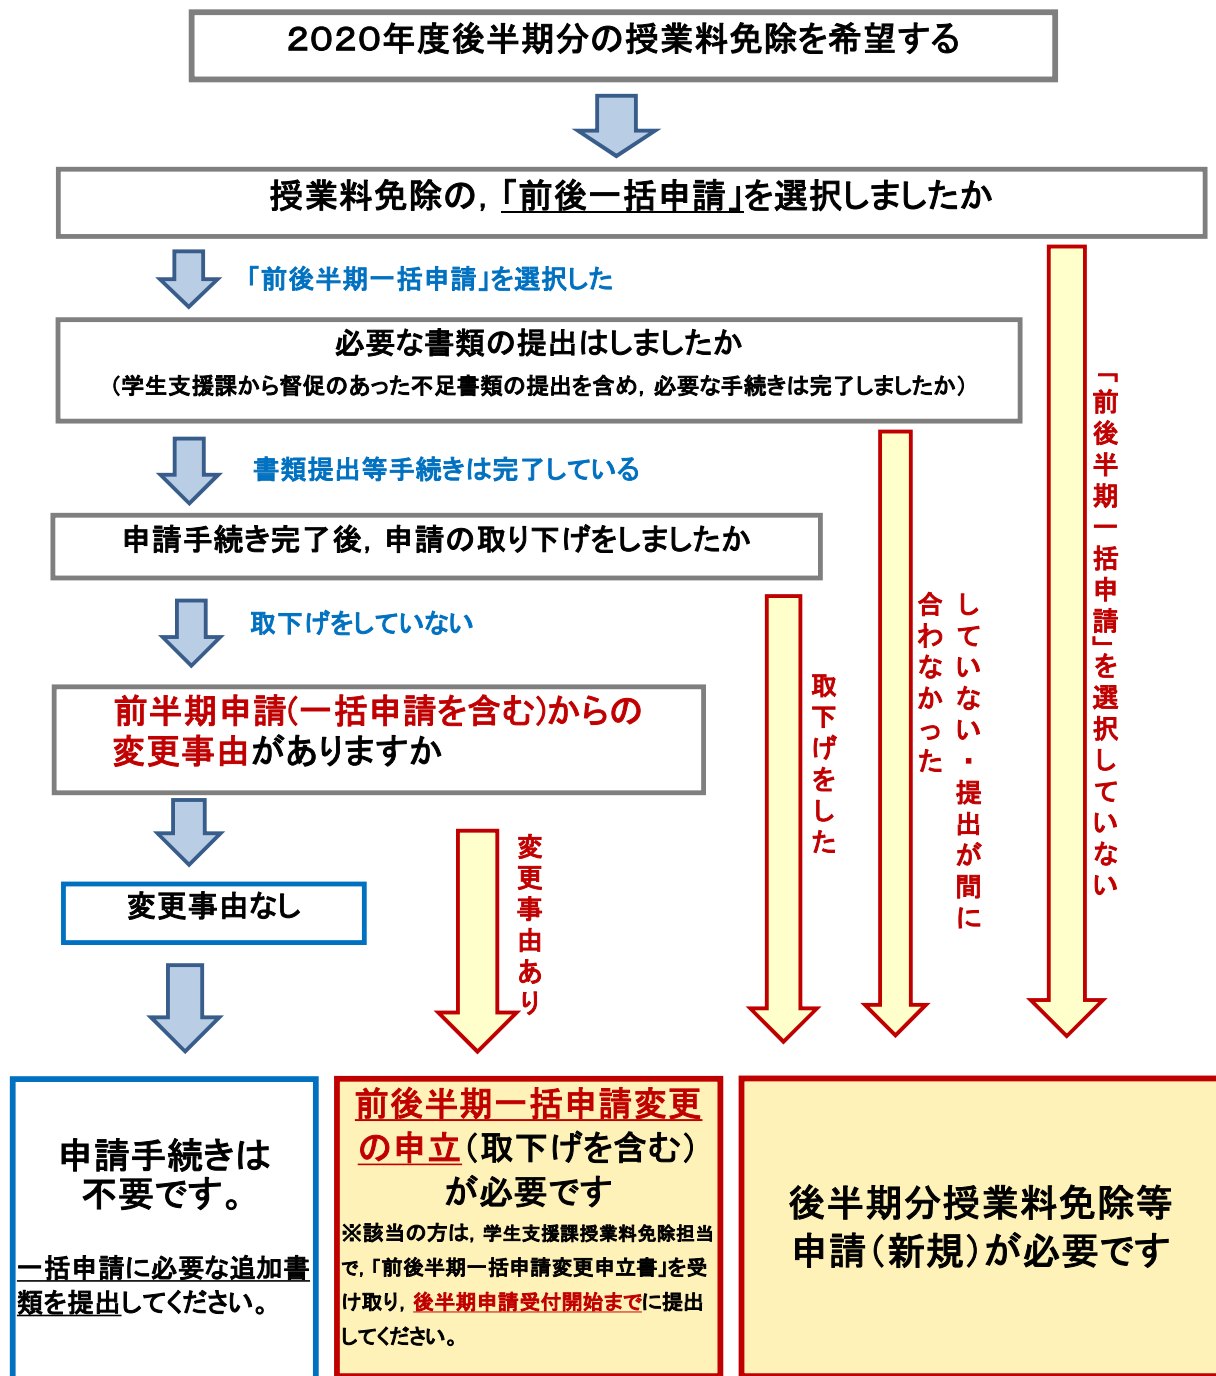 2020年度後半期分の授業料免除を希望する
授業料免除の，「前後一括申請」を選択しましたか
「前後半期一括申請」を選択した
必要な書類の提出はしましたか
（学生支援課から督促のあった不足書類の提出を含め，必要な手続きは完了しましたか）
書類提出等手続きは完了している
申請手続き完了後，申請の取り下げをしましたか
取下げをしていない
前半期申請(一括申請を含む)からの
変更事由がありますか
変更事由なし
変更事由あり
取下げをした
していない・提出が間に
合わなかった
「前後半期一括申請」を選択していない
申請手続きは
不要です。
一括申請に必要な追加書
類を提出してください。
前後半期一括申請変更
の申立（取下げを含む）
が必要です
※該当の方は，学生支援課授業料免除担当
で，「前後半期一括申請変更申立書」を受
け取り，後半期申請受付開始までに提出
してください。
後半期分授業料免除等
申請（新規）が必要です